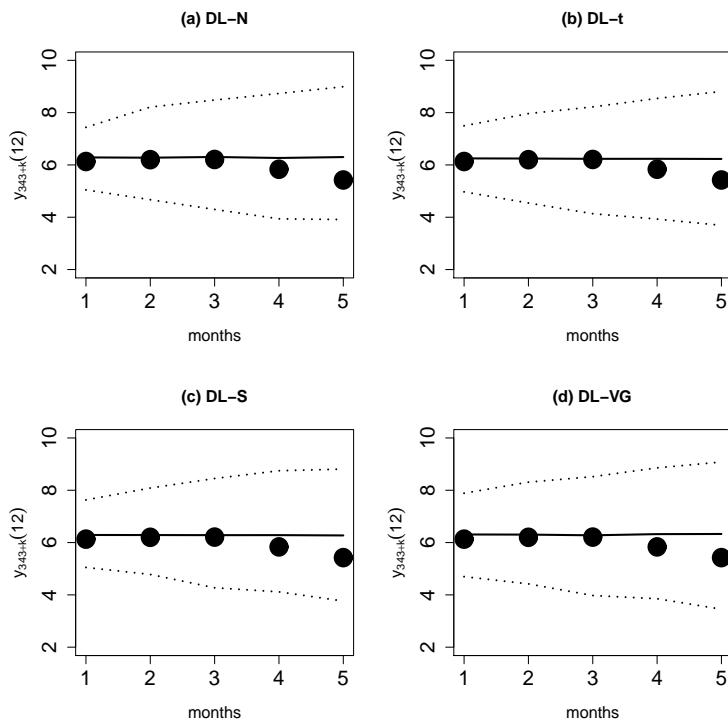 (a) DL−N
y343+k(12)
10
8
6
4
2
1 2 3 4 5
months
(b) DL−t
y343+k(12)
10
8
6
4
2
1 2 3 4 5
months
(c) DL−S
y343+k(12)
10
8
6
4
2
1 2 3 4 5
months
(d) DL−VG
y343+k(12)
10
8
6
4
2
1 2 3 4 5
months